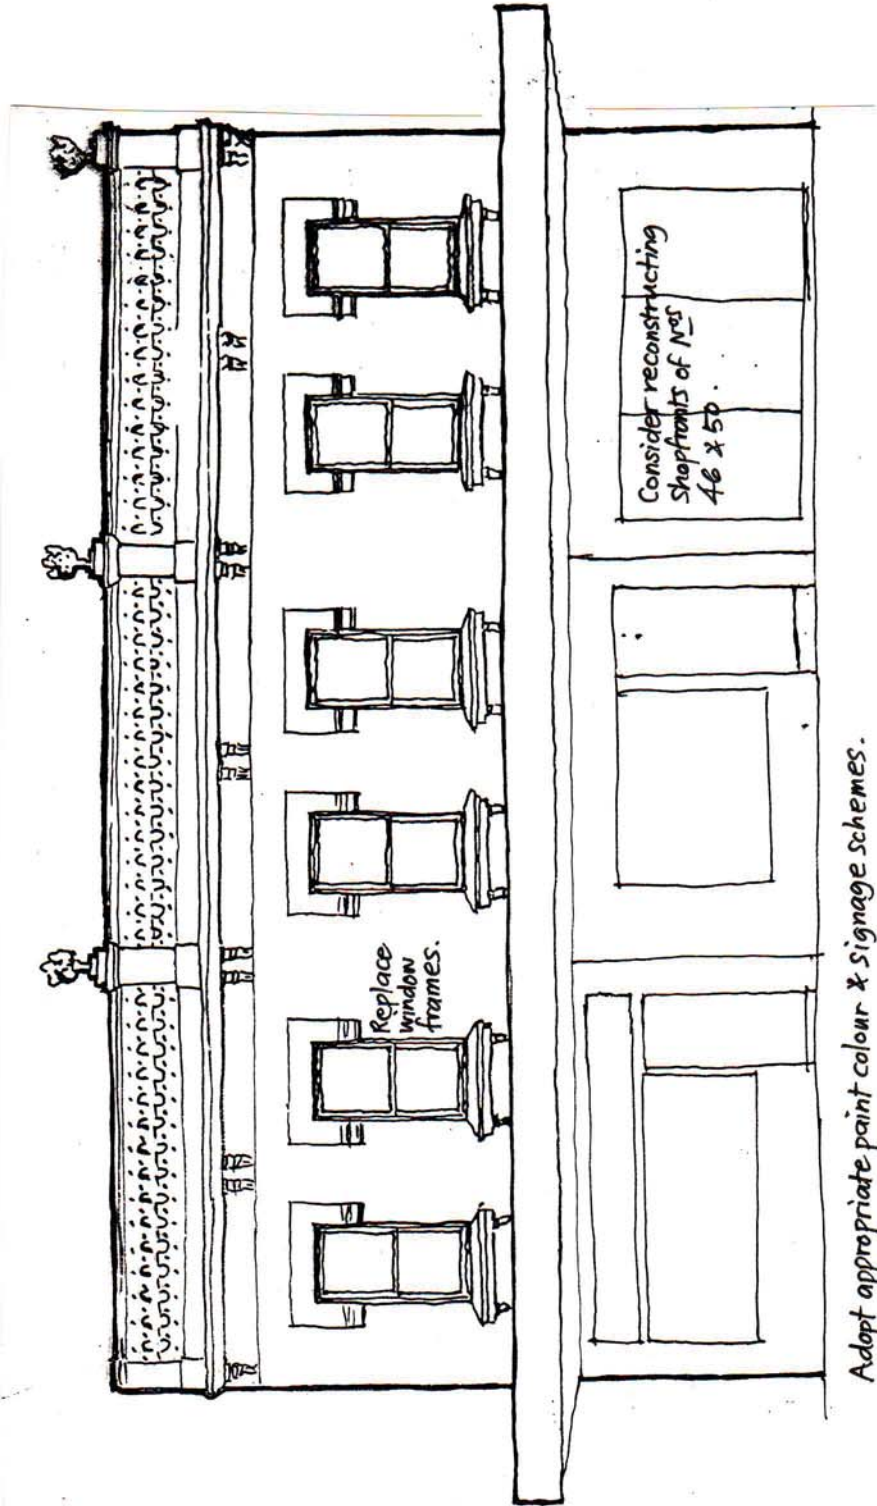 Replace
window
frames.
Consider reconstructing
Shopfronts of Nos
46 & 50.
Adopt appropriate paint colour & signage schemes.